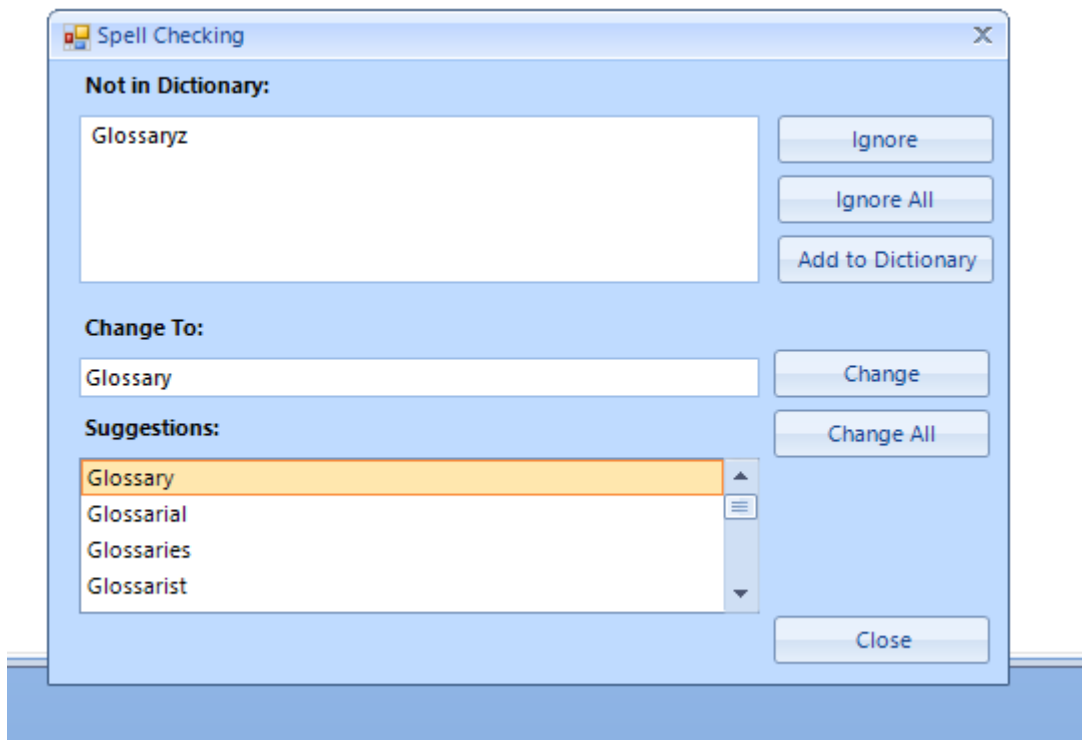 Spell Checking
Not in Dictionary:
Glossaryz
Ignore
Ignore All
Add to Dictionary
Change To:
Glossary
Change
Suggestions:
Change All
Glossary
Glossarial
Glossaries
Glossarist
Close